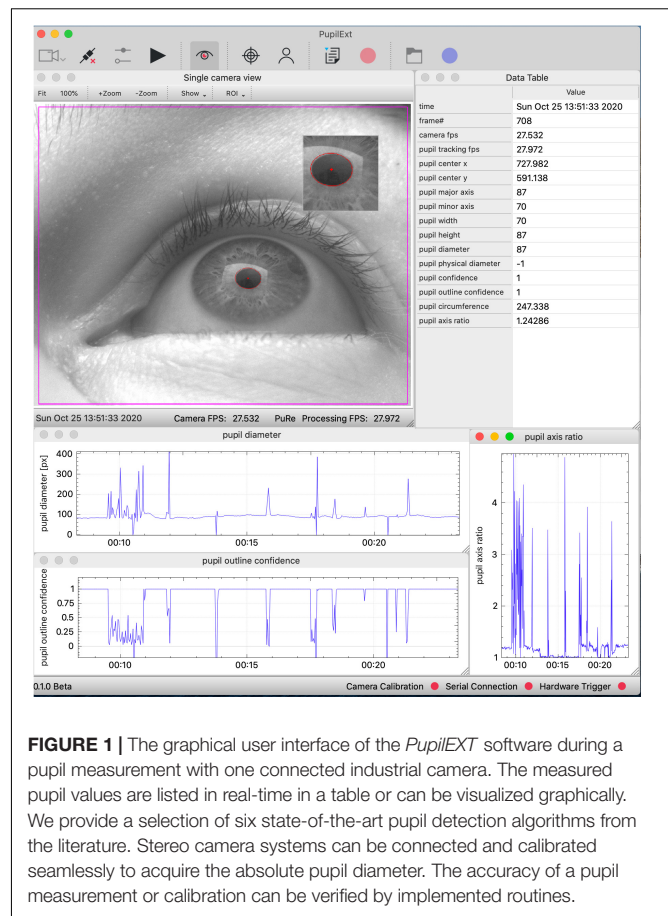 PupilExt
Single camera view
Fit 100% +Zoom -Zoom Show ROI
Sun Oct 25 13:51:33 2020 Camera FPS: 27.532 PuRe Processing FPS: 27.972
Data Table
Value
time Sun Oct 25 13:51:33 2020
frame# 708
camera fps 27.532
pupil tracking fps 27.972
pupil center x 727.982
pupil center y 591.138
pupil major axis 87
pupil minor axis 70
pupil width 70
pupil height 87
pupil diameter 87
pupil physical diameter -1
pupil confidence 1
pupil outline confidence 1
pupil circumference 247.338
pupil axis ratio 1.24286
pupil diameter
pupil diameter [px]
400
300
200
100
0
00:10 00:15 00:20
pupil outline confidence
pupil outline confidence
1
0.75
0.5
0.25
0
00:10 00:15 00:20
pupil axis ratio
pupil axis ratio
4
3
2
1
00:10 00:15 00:20
0.1.0 Beta Camera Calibration Serial Connection Hardware Trigger
FIGURE 1 | The graphical user interface of the PupilEXT software during a
pupil measurement with one connected industrial camera. The measured
pupil values are listed in real-time in a table or can be visualized graphically.
We provide a selection of six state-of-the-art pupil detection algorithms from
the literature. Stereo camera systems can be connected and calibrated
seamlessly to acquire the absolute pupil diameter. The accuracy of a pupil
measurement or calibration can be verified by implemented routines.